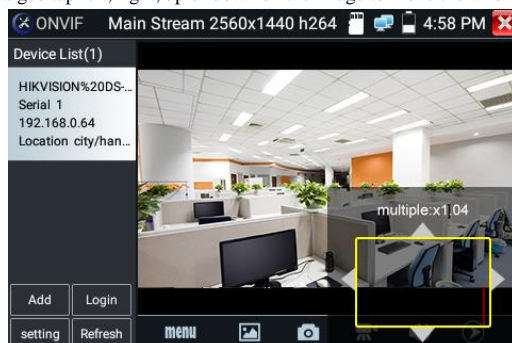 ONVIF Main Stream 2560x1440 h264 4:58 PM
Device List(1)
HIKVISION%20DS-...
Serial 1
192.168.0.64
Location city/han...
multiple:x1.04
Add Login
setting Refresh
menu